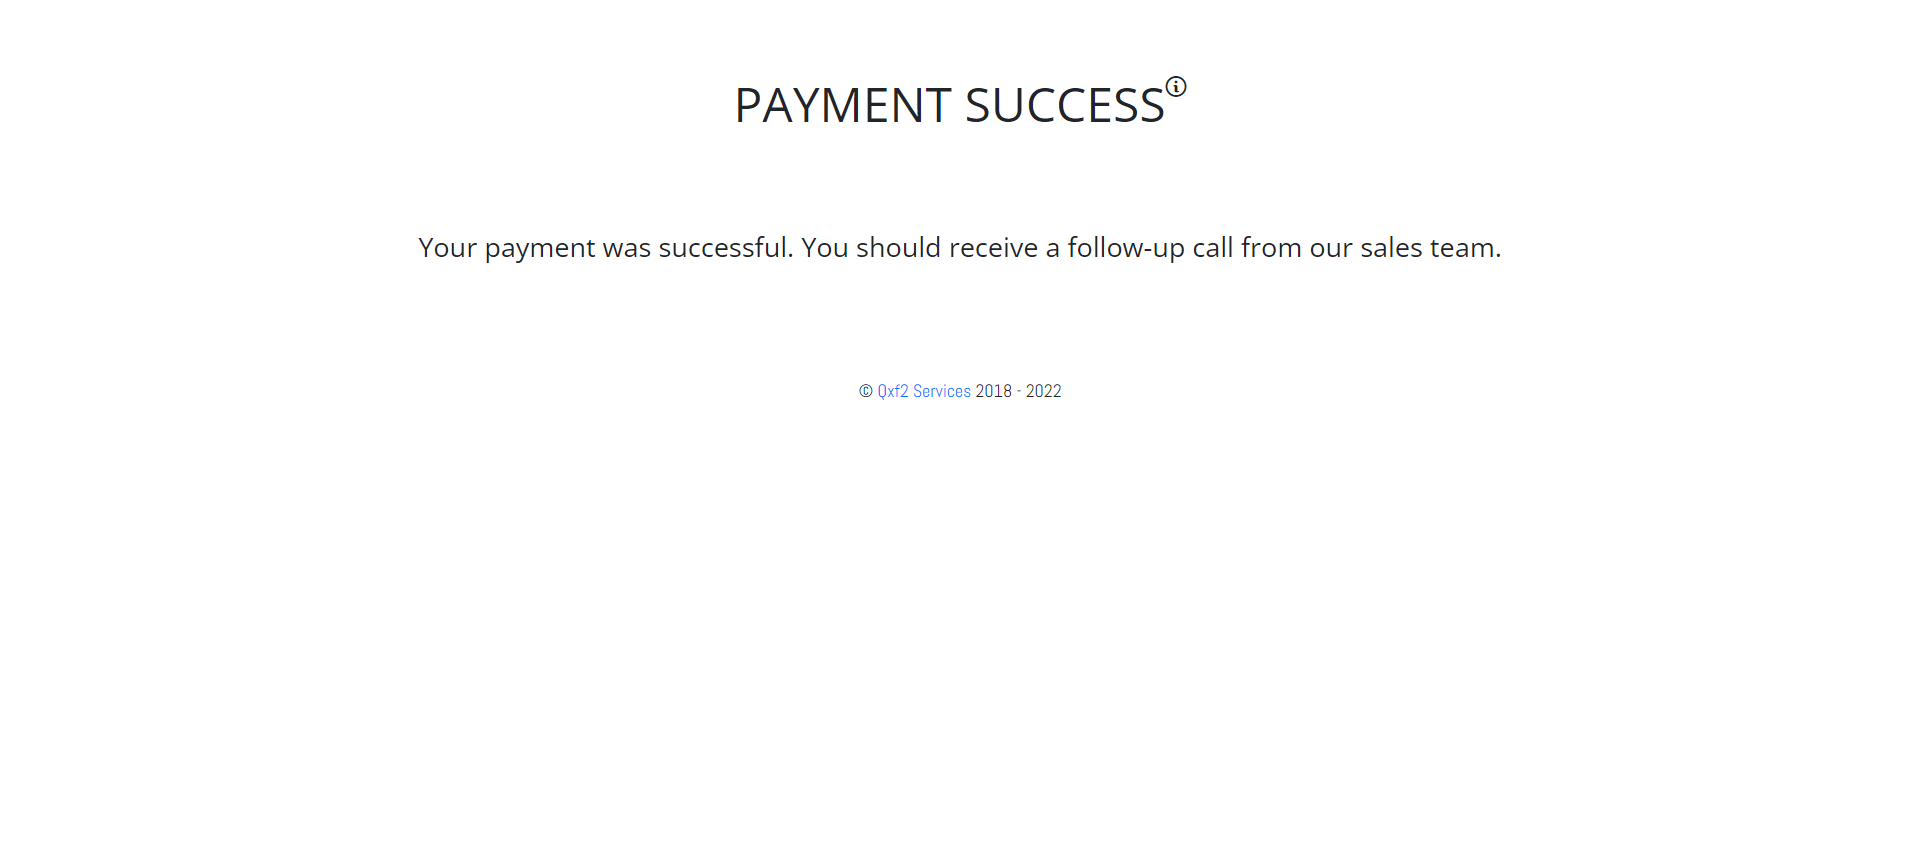 PAYMENT SUCCESS
Your payment was successful. You should receive a follow-up call from our sales team.
© Qxf2 Services 2018 - 2022